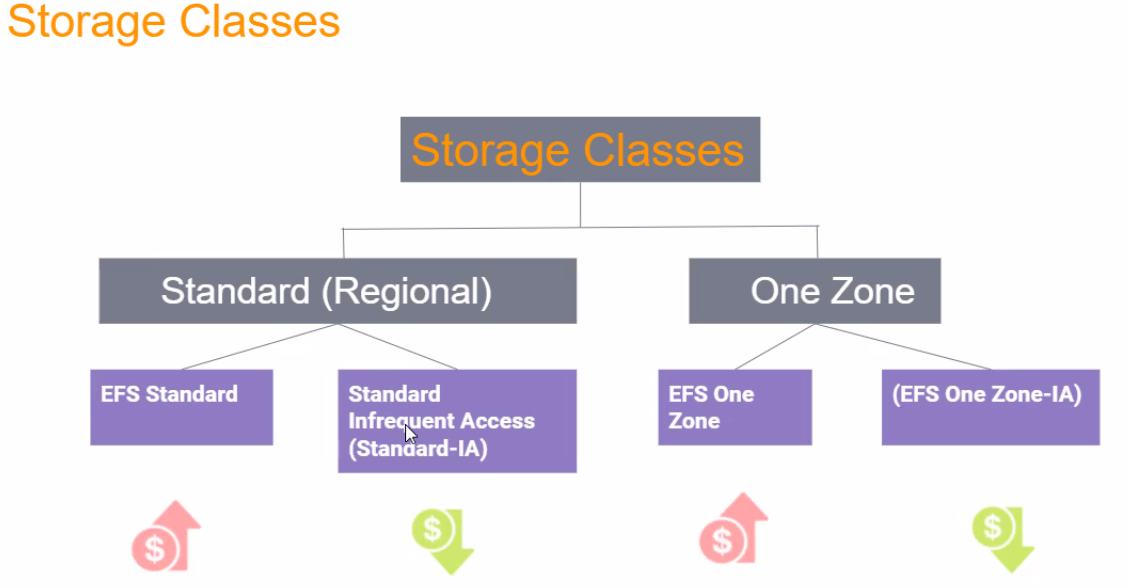 Storage Classes
Storage Classes
Standard (Regional)
One Zone
EFS Standard
Standard
Infrequent Access
(Standard-IA)
EFS One
Zone
(EFS One Zone-IA)
$
$
$
$